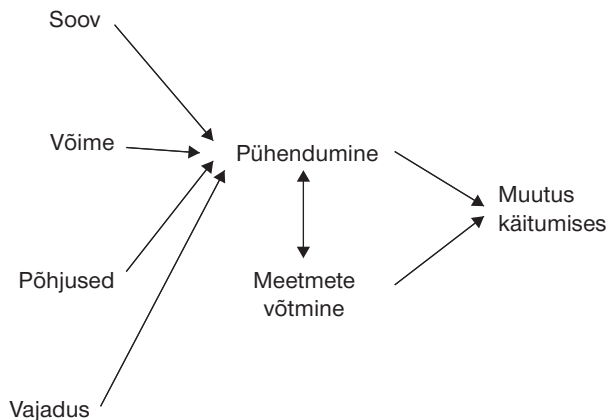 Soov
Võime
Pühendumine
Muutus
käitumises
Põhjused
Meetmete
võtmine
Vajadus